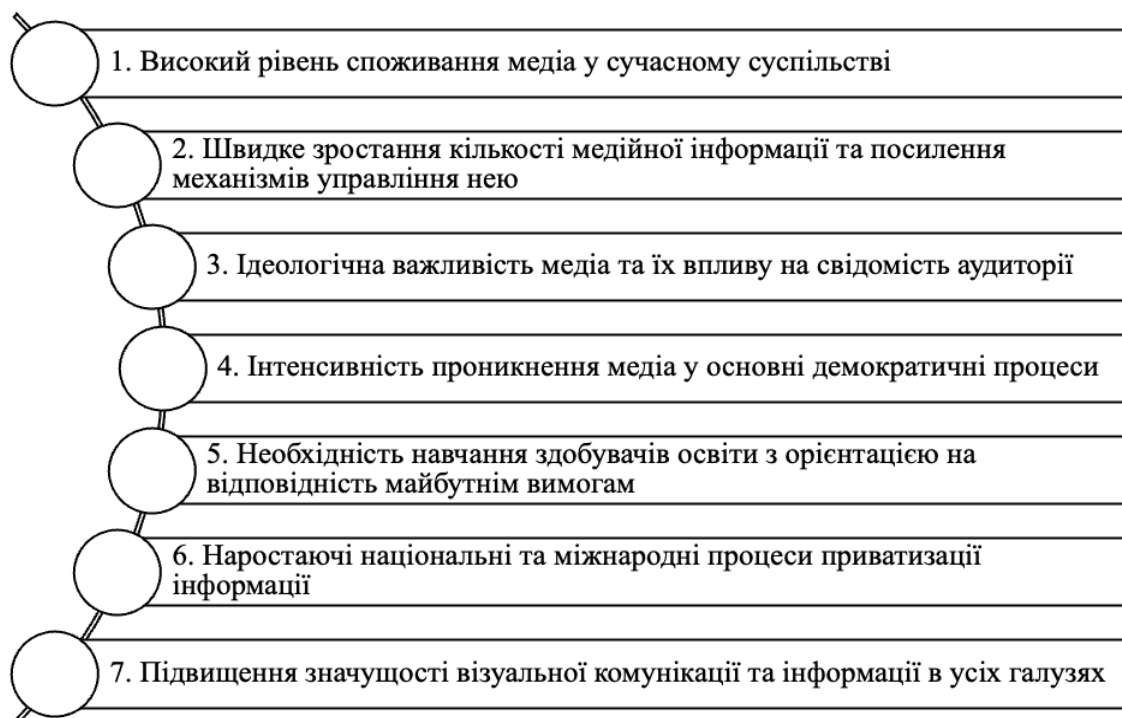 1. Високий рівень споживання медіа у сучасному суспільстві
2. Швидке зростання кількості медійної інформації та посилення
механізмів управління нею
3. Ідеологічна важливість медіа та їх впливу на свідомість аудиторії
4. Інтенсивність проникнення медіа у основні демократичні процеси
5. Необхідність навчання здобувачів освіти з орієнтацією на
відповідність майбутнім вимогам
6. Наростаючі національні та міжнародні процеси приватизації
інформації
7. Підвищення значущості візуальної комунікації та інформації в усіх галузях